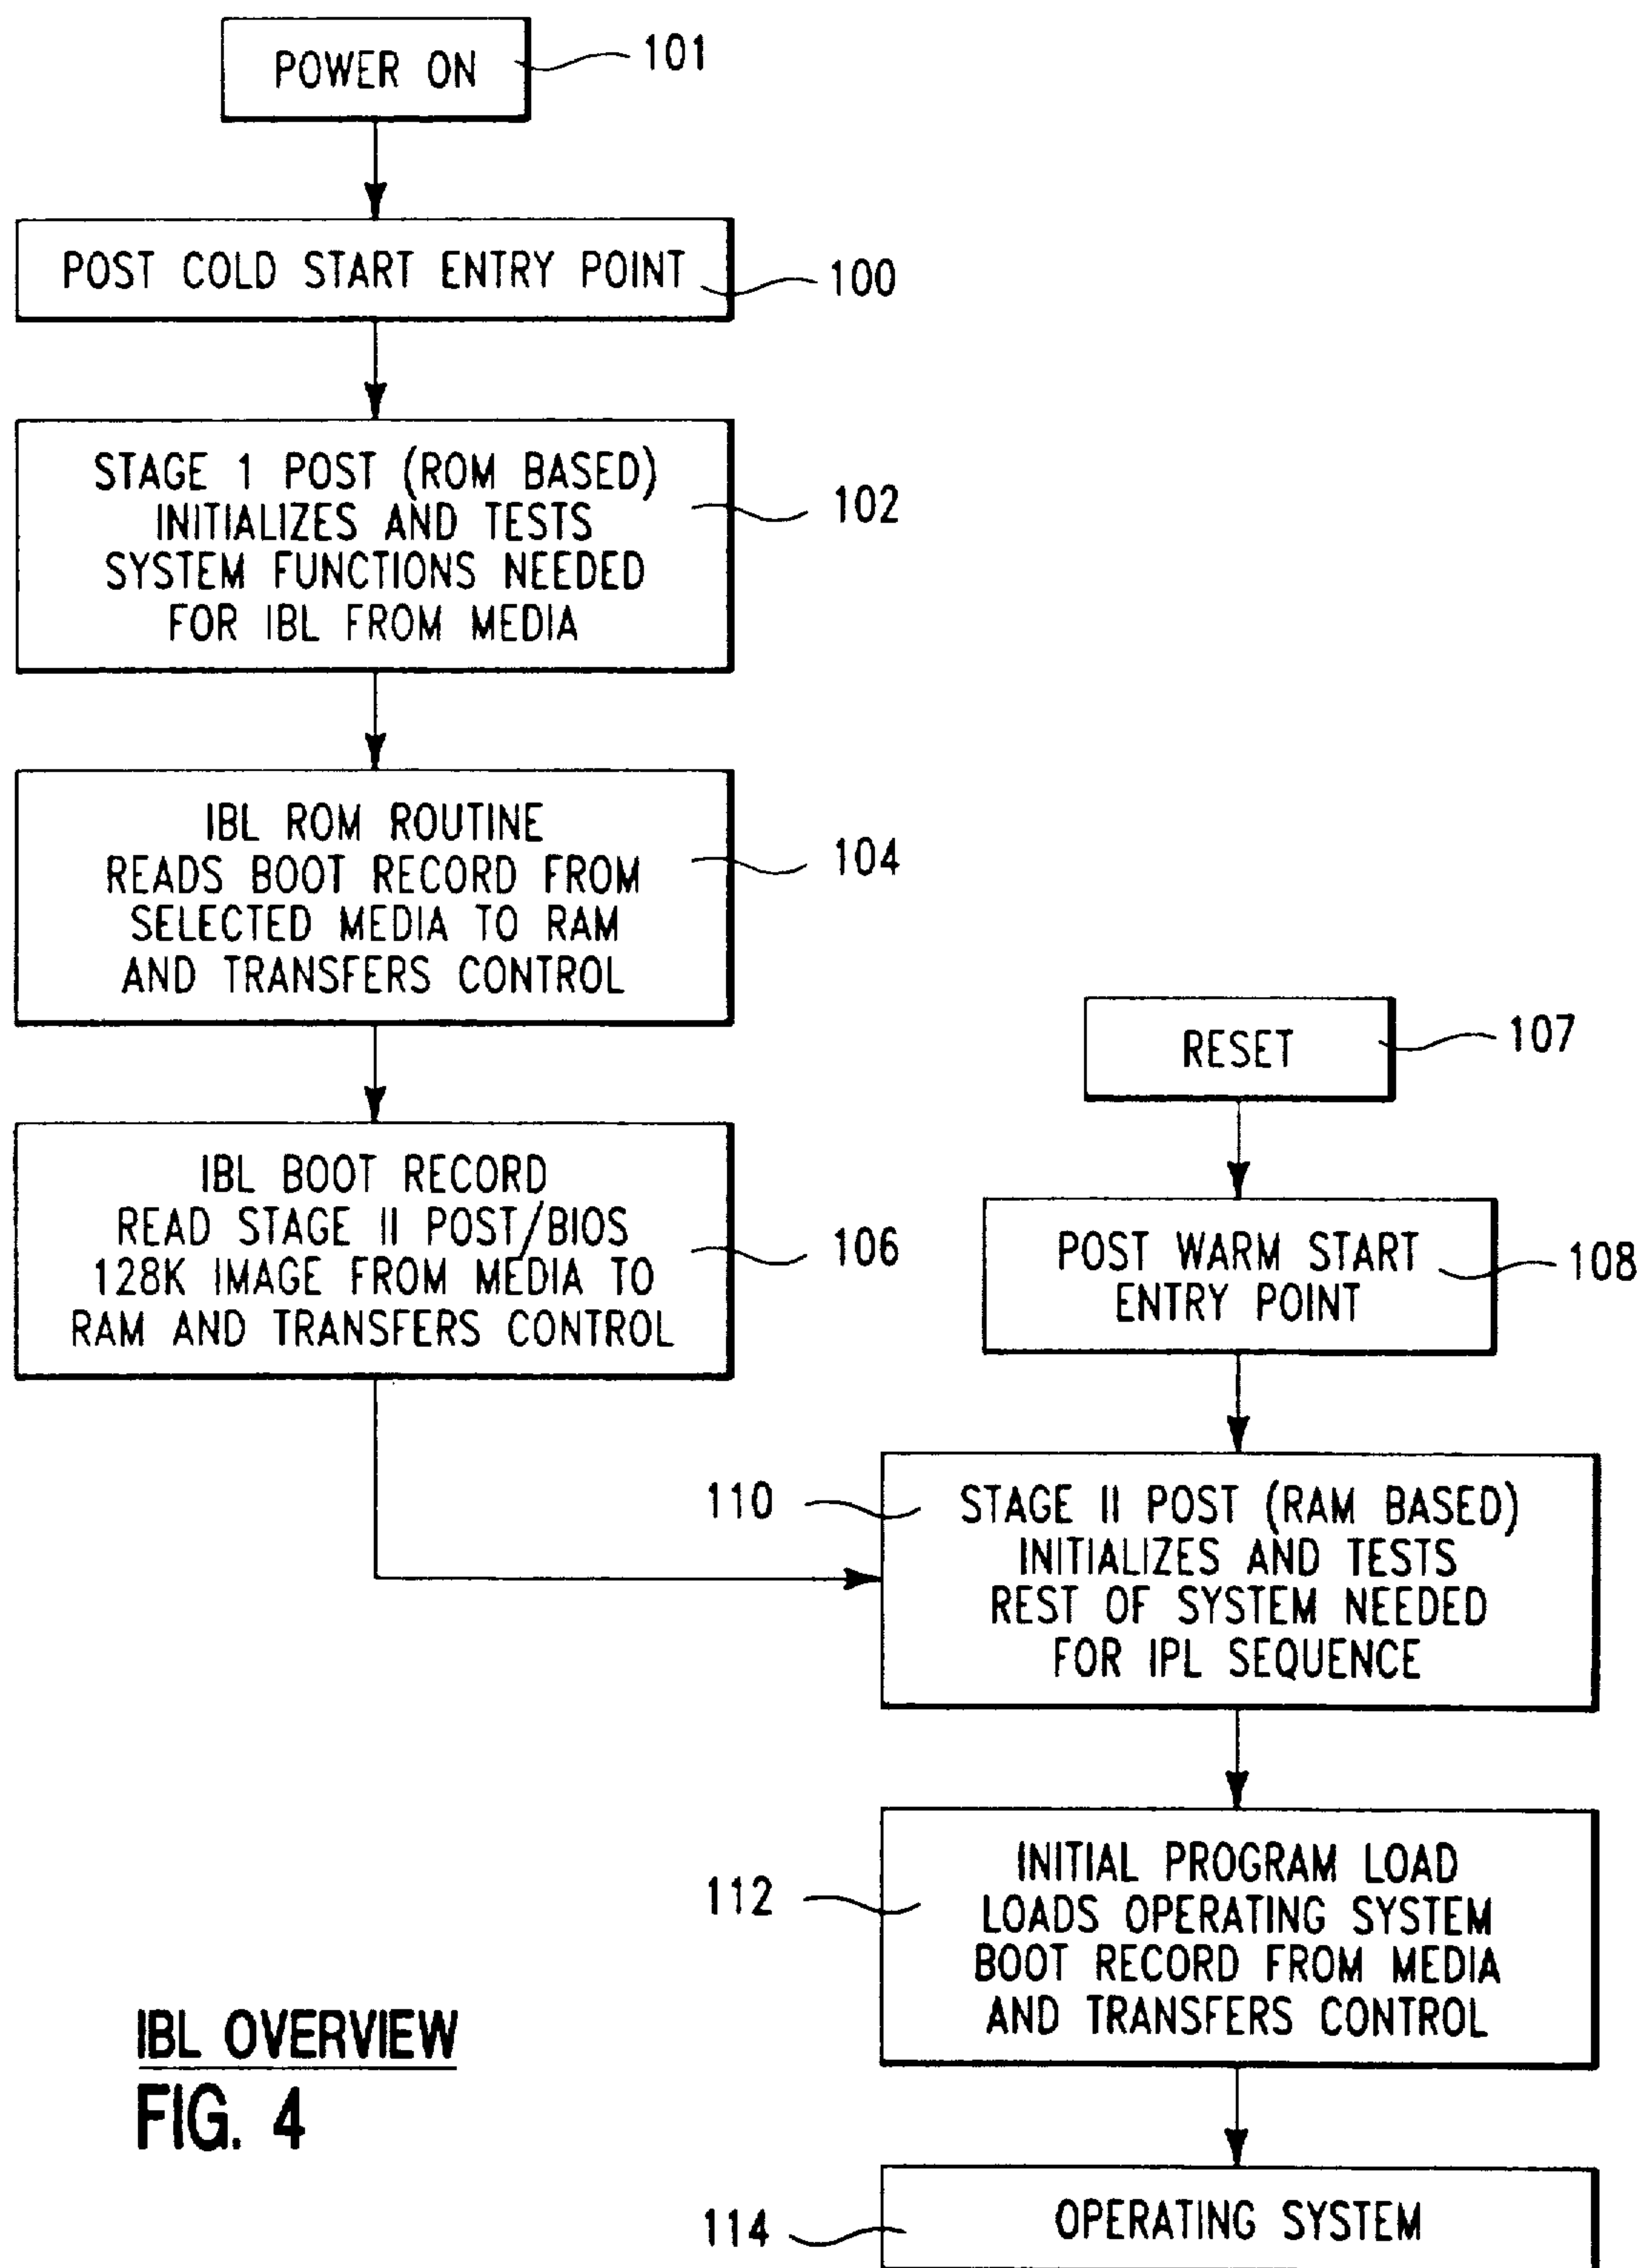 POWER ON
101
POST COLD START ENTRY POINT
100
STAGE 1 POST (ROM BASED)
INITIALIZES AND TESTS
SYSTEM FUNCTIONS NEEDED
FOR IBL FROM MEDIA
102
IBL ROM ROUTINE
READS BOOT RECORD FROM
SELECTED MEDIA TO RAM
AND TRANSFERS CONTROL
104
IBL BOOT RECORD
READ STAGE II POST/BIOS
128K IMAGE FROM MEDIA TO
RAM AND TRANSFERS CONTROL
106
RESET
107
POST WARM START
ENTRY POINT
108
110
STAGE II POST (RAM BASED)
INITIALIZES AND TESTS
REST OF SYSTEM NEEDED
FOR IPL SEQUENCE
112
INITIAL PROGRAM LOAD
LOADS OPERATING SYSTEM
BOOT RECORD FROM MEDIA
AND TRANSFERS CONTROL
114
OPERATING SYSTEM
IBL OVERVIEW
FIG. 4